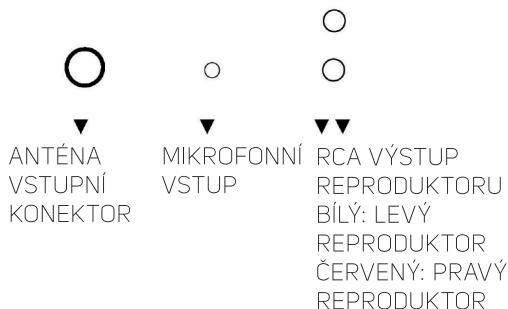 ANTÉNA
VSTUPNÍ
KONEKTOR
MIKROFONNÍ
VSTUP
RCA VÝSTUP
REPRODUKTORU
BÍLÝ: LEVÝ
REPRODUKTOR
ČERVENÝ: PRAVÝ
REPRODUKTOR